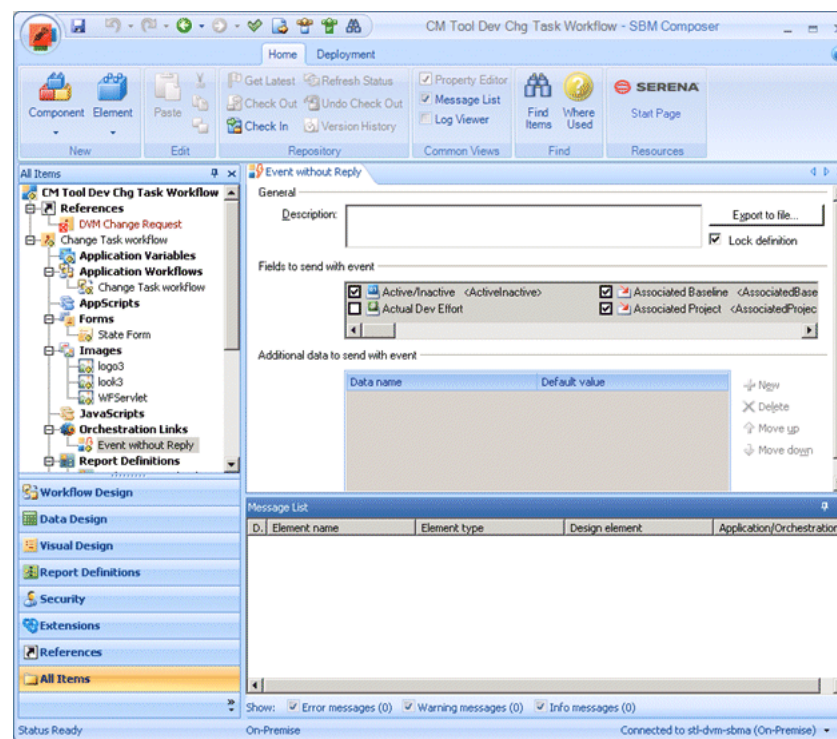 CM Tool Dev Chg Task Workflow - SBM Composer
Home Deployment
Component Element
New
Paste
Edit
Get Latest Refresh Status
Check Out Undo Check Out
Check In Version History
Repository
Property Editor
Message List
Log Viewer
Common Views
Find Items Where Used
Find
SERENA
Start Page
Resources
All Items
CM Tool Dev Chg Task Workflow
References
DVM Change Request
Change Task workflow
Application Variables
Application Workflows
Change Task workflow
AppScripts
Forms
State Form
Images
logo3
look3
WFServlet
JavaScripts
Orchestration Links
Event without Reply
Report Definitions
Workflow Design
Data Design
Visual Design
Report Definitions
Security
Extensions
References
All Items
Event without Reply
General
Description:
Export to file...
Lock definition
Fields to send with event
Active/Inactive <ActiveInactive> Associated Baseline <AssociatedBase
Actual Dev Effort Associated Project <AssociatedProjec
Additional data to send with event
Data name Default value
New
Delete
Move up
Move down
Message List
D. Element name Element type Design element Application/Orchestration
Show: Error messages (0) Warning messages (0) Info messages (0)
Status Ready On-Premise Connected to stl-dvm-sbma (On-Premise)